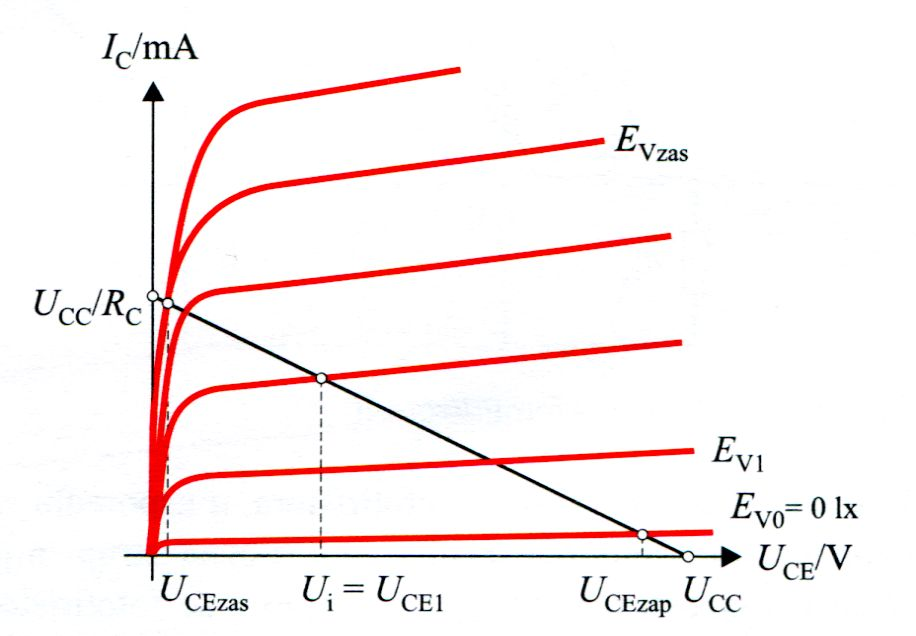 I_C/mA
E_Vzas
U_CC/R_C
E_V1
E_V0= 0 lx
U_CE/V
U_CEzas U_i = U_CE1 U_CEzap U_CC